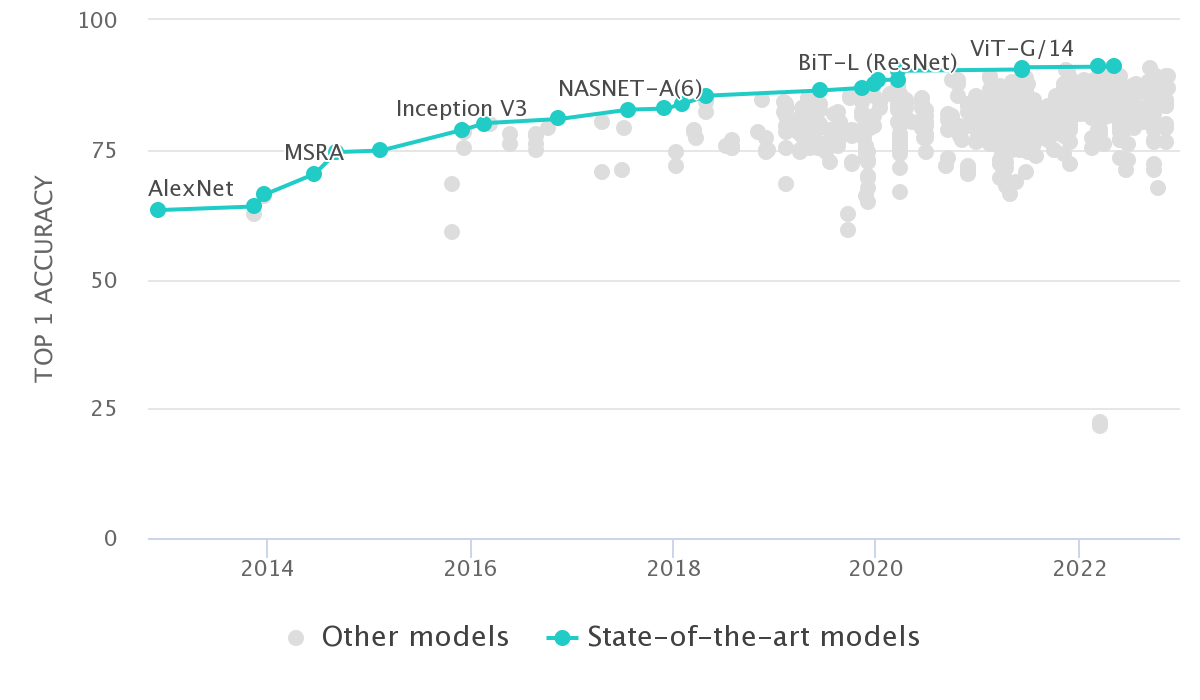 100
ViT-G/14
BiT-L (ResNet)
NASNET-A(6)
Inception V3
MSRA
75
AlexNet
TOP 1 ACCURACY
50
25
0
2014 2016 2018 2020 2022
Other models State-of-the-art models